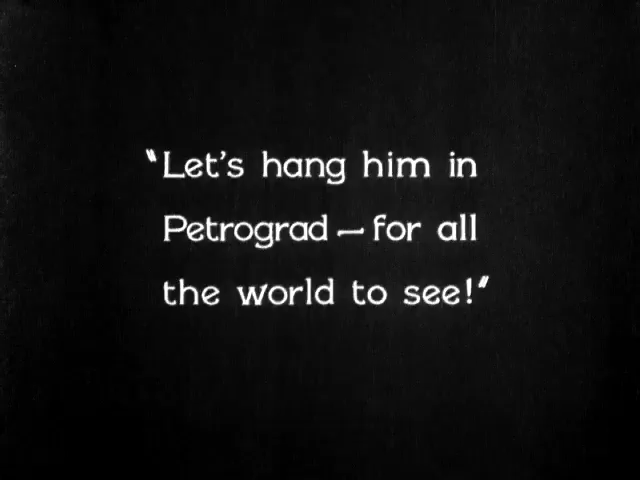 "Let's hang him in
Petrograd — for all
the world to see!"